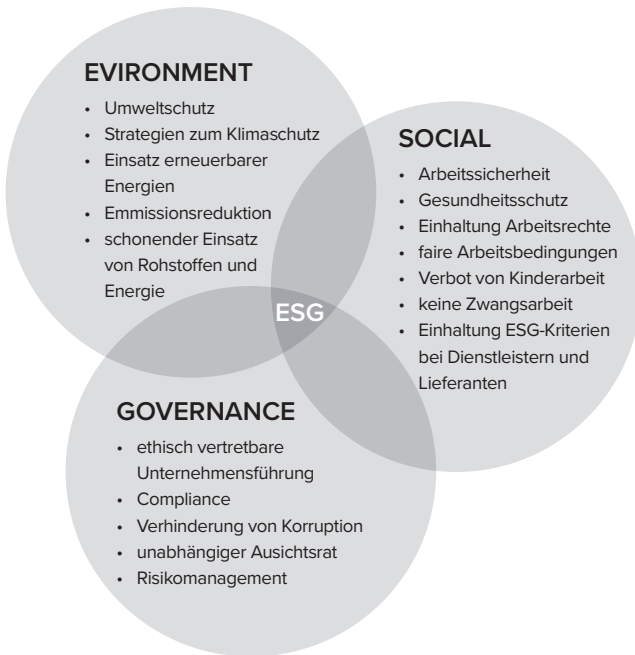 EVIRONMENT
• Umweltschutz
• Strategien zum Klimaschutz
• Einsatz erneuerbarer
Energien
• Emmissionsreduktion
• schonender Einsatz
von Rohstoffen und
Energie
SOCIAL
• Arbeitssicherheit
• Gesundheitsschutz
• Einhaltung Arbeitsrechte
• faire Arbeitsbedingungen
• Verbot von Kinderarbeit
• keine Zwangsarbeit
• Einhaltung ESG-Kriterien
bei Dienstleistern und
Lieferanten
ESG
GOVERNANCE
• ethisch vertretbare
Unternehmensführung
• Compliance
• Verhinderung von Korruption
• unabhängiger Ausichtsrat
• Risikomanagement